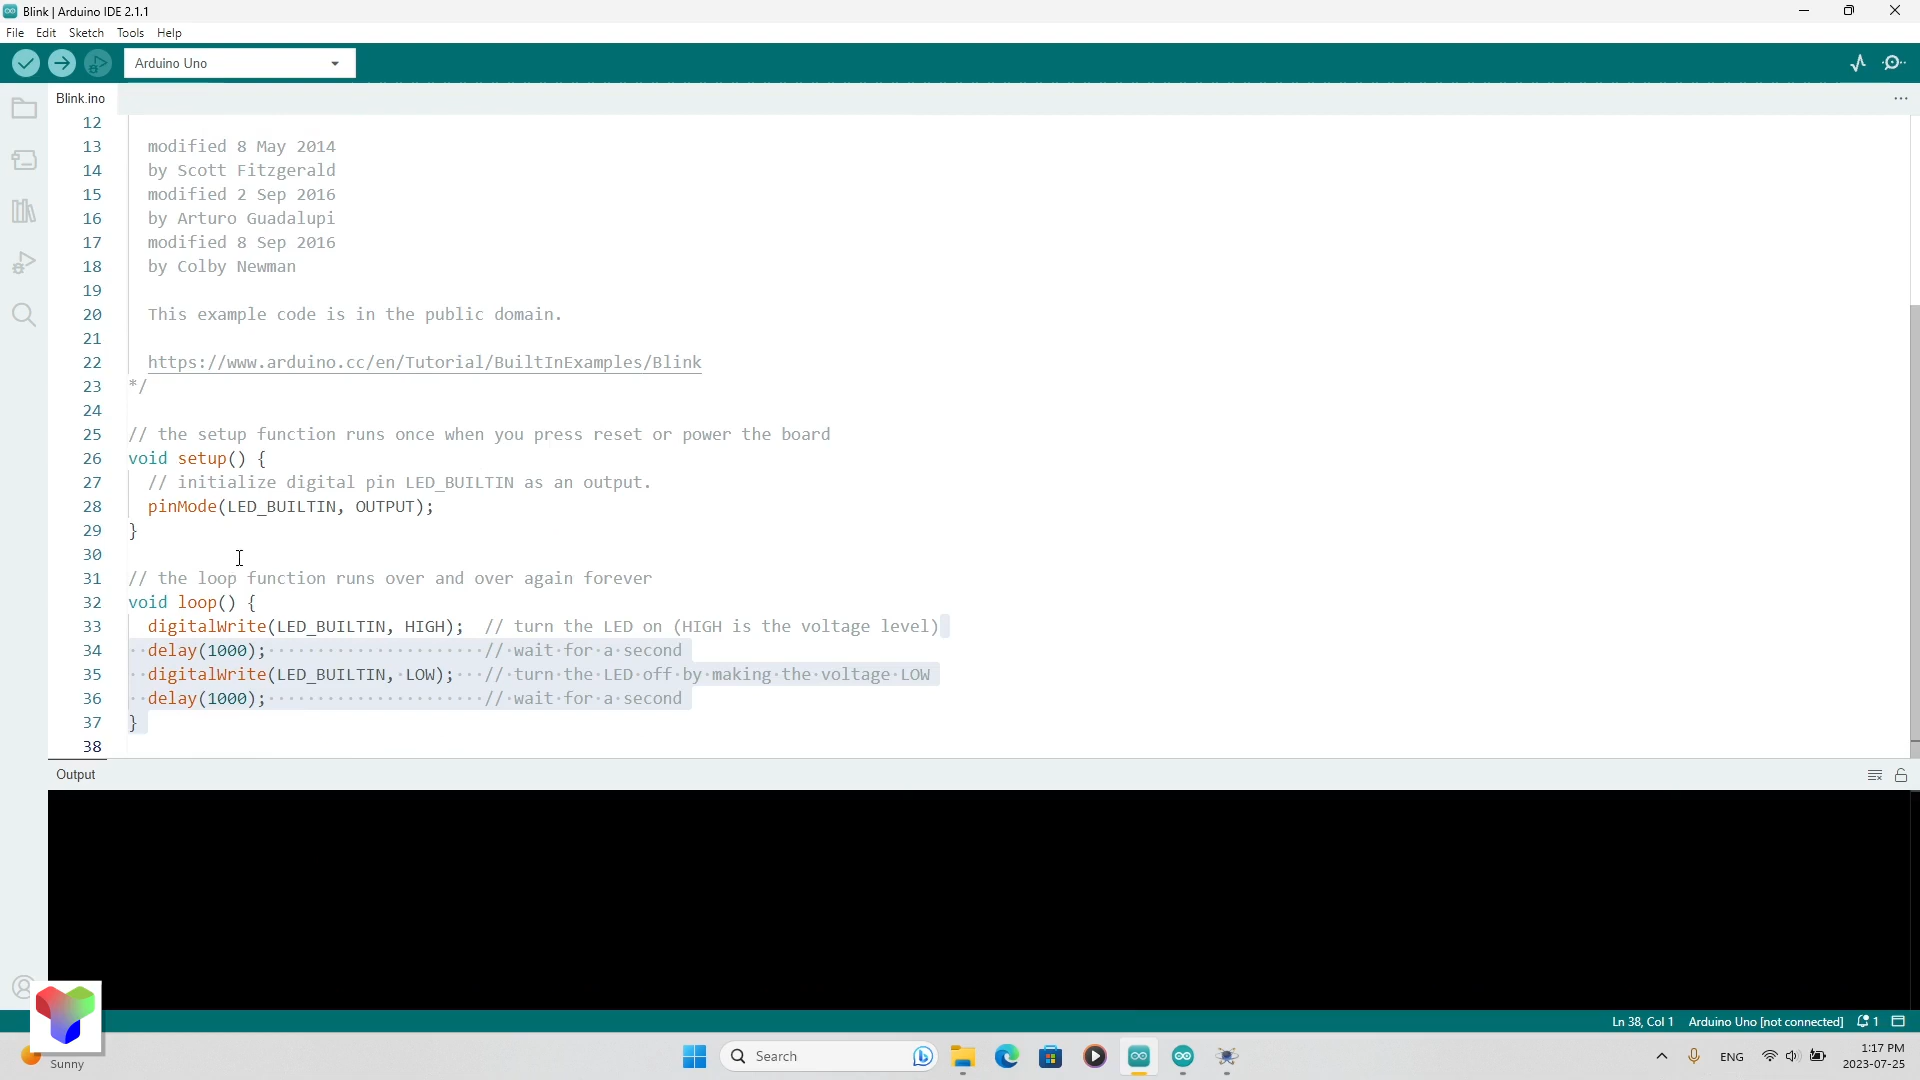 Blink | Arduino IDE 2.1.1
File Edit Sketch Tools Help
Arduino Uno
Blink.ino
12
13 modified 8 May 2014
14 by Scott Fitzgerald
15 modified 2 Sep 2016
16 by Arturo Guadalupi
17 modified 8 Sep 2016
18 by Colby Newman
19
20 This example code is in the public domain.
21
22 https://www.arduino.cc/en/Tutorial/BuiltInExamples/Blink
23 */
24
25 // the setup function runs once when you press reset or power the board
26 void setup() {
27 // initialize digital pin LED_BUILTIN as an output.
28 pinMode(LED_BUILTIN, OUTPUT);
29 }
30
31 // the loop function runs over and over again forever
32 void loop() {
33 digitalWrite(LED_BUILTIN, HIGH); // turn the LED on (HIGH is the voltage level)
34 delay(1000); // wait for a second
35 digitalWrite(LED_BUILTIN, LOW); // turn the LED off by making the voltage LOW
36 delay(1000); // wait for a second
37 }
38
Output
Ln 38, Col 1 Arduino Uno [not connected] 1
Sunny
Search
ENG
1:17 PM
2023-07-25